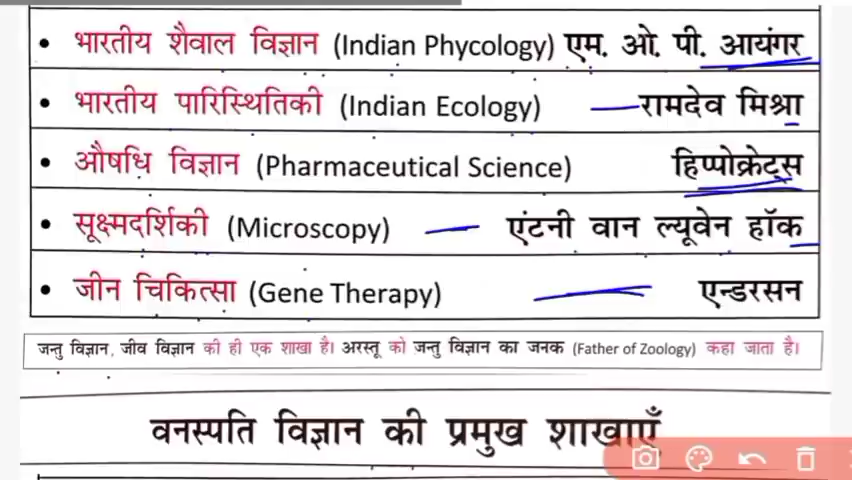 • भारतीय शैवाल विज्ञान (Indian Phycology) एम. ओ. पी. आयंगर
• भारतीय पारिस्थितिकी (Indian Ecology) रामदेव मिश्रा
• औषधि विज्ञान (Pharmaceutical Science) हिप्पोक्रेट्स
• सूक्ष्मदर्शिकी (Microscopy) एंटनी वान ल्यूवेन हॉक
• जीन चिकित्सा (Gene Therapy) एन्डरसन
जन्तु विज्ञान, जीव विज्ञान की ही एक शाखा है। अरस्तू को जन्तु विज्ञान का जनक (Father of Zoology) कहा जाता है।
वनस्पति विज्ञान की प्रमुख शाखाएँ